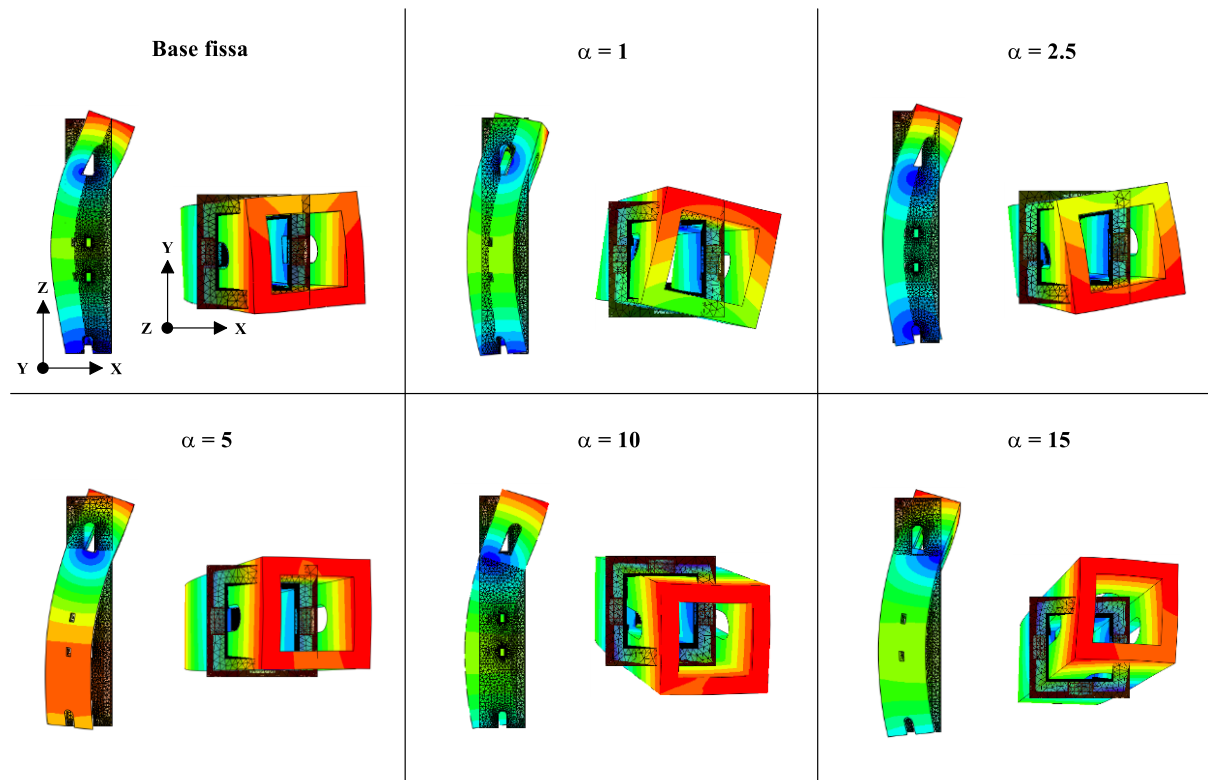 Base fissa
α = 1
α = 2.5
Z
Y
X
Y
Z
X
α = 5
α = 10
α = 15